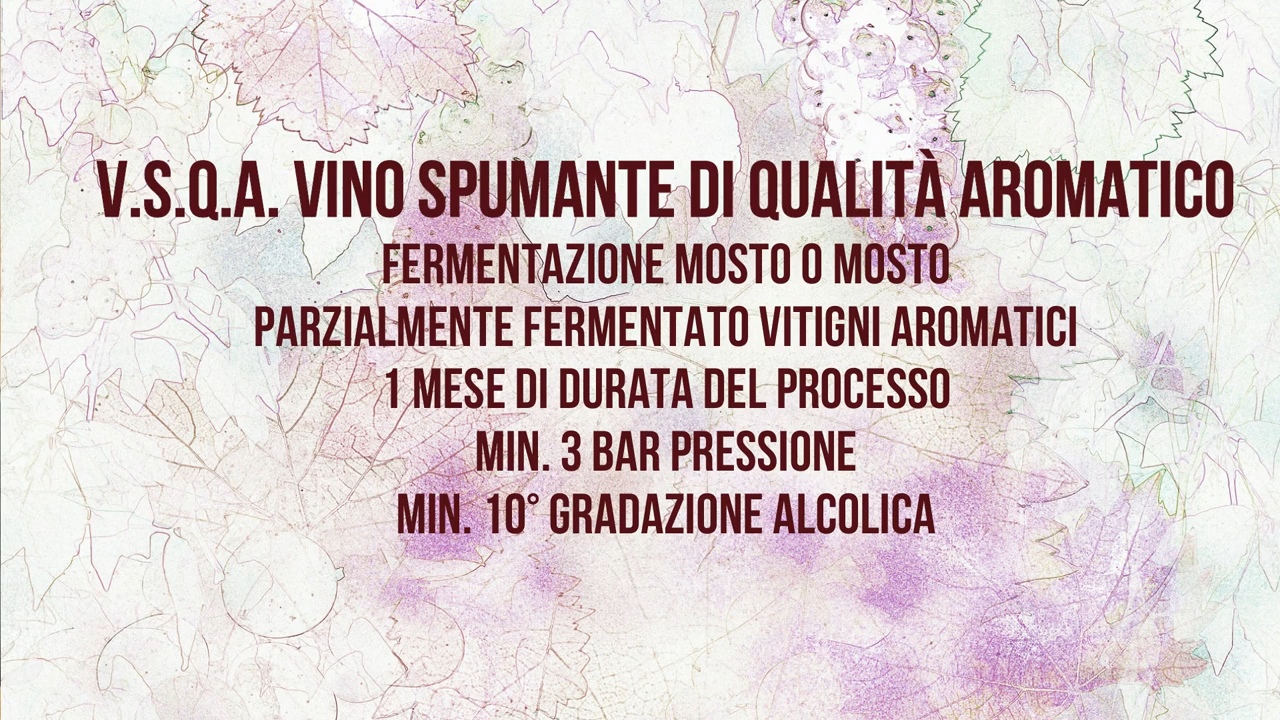 V.S.Q.A. VINO SPUMANTE DI QUALITÀ AROMATICO
FERMENTAZIONE MOSTO O MOSTO
PARZIALMENTE FERMENTATO VITIGNI AROMATICI
1 MESE DI DURATA DEL PROCESSO
MIN. 3 BAR PRESSIONE
MIN. 10° GRADAZIONE ALCOLICA